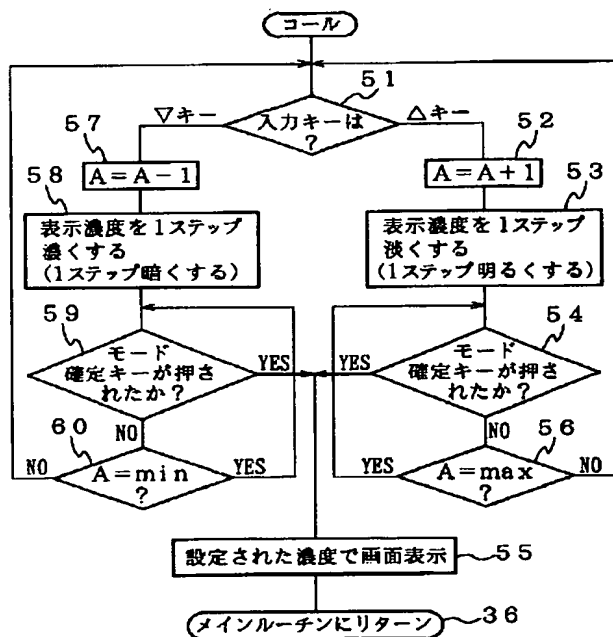 コール
51
▽キー
入力キーは
?
△キー
57
A=A-1
52
A=A+1
58
表示濃度を1ステップ
濃くする
(1ステップ暗くする)
53
表示濃度を1ステップ
淡くする
(1ステップ明るくする)
59
モード
確定キーが押さ
れたか?
YES
NO
54
モード
確定キーが押さ
れたか?
YES
NO
60
A=min
?
NO
YES
56
A=max
?
YES
NO
設定された濃度で画面表示
55
メインルーチンにリターン
36